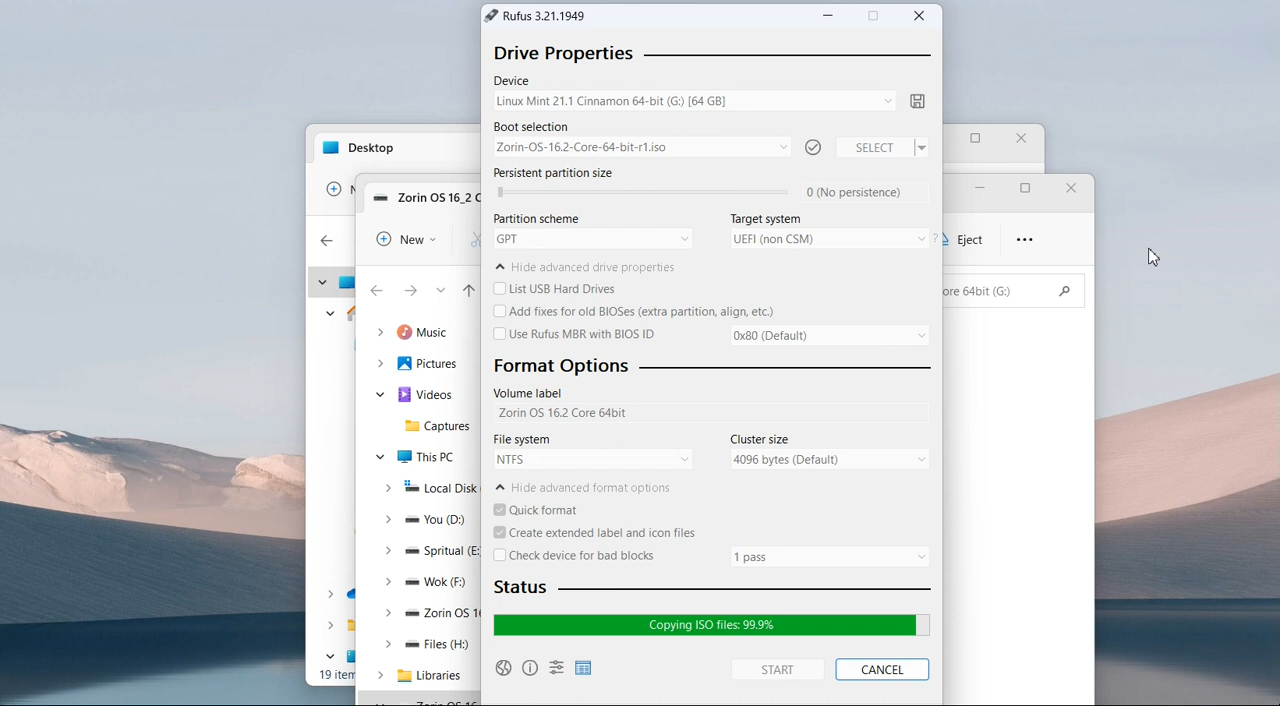 Rufus 3.21.1949
Drive Properties
Device
Linux Mint 21.1 Cinnamon 64-bit (G:) [64 GB]
Boot selection
Zorin-OS-16.2-Core-64-bit-r1.iso
SELECT
Persistent partition size
0 (No persistence)
Partition scheme
Target system
GPT
UEFI (non CSM)
?
Hide advanced drive properties
List USB Hard Drives
Add fixes for old BIOSes (extra partition, align, etc.)
Use Rufus MBR with BIOS ID
0x80 (Default)
Format Options
Volume label
Zorin OS 16.2 Core 64bit
File system
Cluster size
NTFS
4096 bytes (Default)
Hide advanced format options
Quick format
Create extended label and icon files
Check device for bad blocks
1 pass
Status
Copying ISO files: 99.9%
START
CANCEL
Desktop
N
19 item
Zorin OS 16_2 C
New
Eject
ore 64bit (G:)
Music
Pictures
Videos
Captures
This PC
Local Disk
You (D:)
Spritual (E:
Wok (F:)
Zorin OS 16
Files (H:)
Libraries
Zorin OS 16